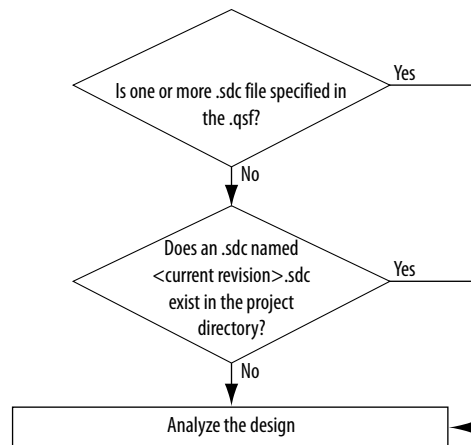 Is one or more .sdc file specified in
the .qsf?
Yes
No
Does an .sdc named
<current revision>.sdc
exist in the project
directory?
Yes
No
Analyze the design